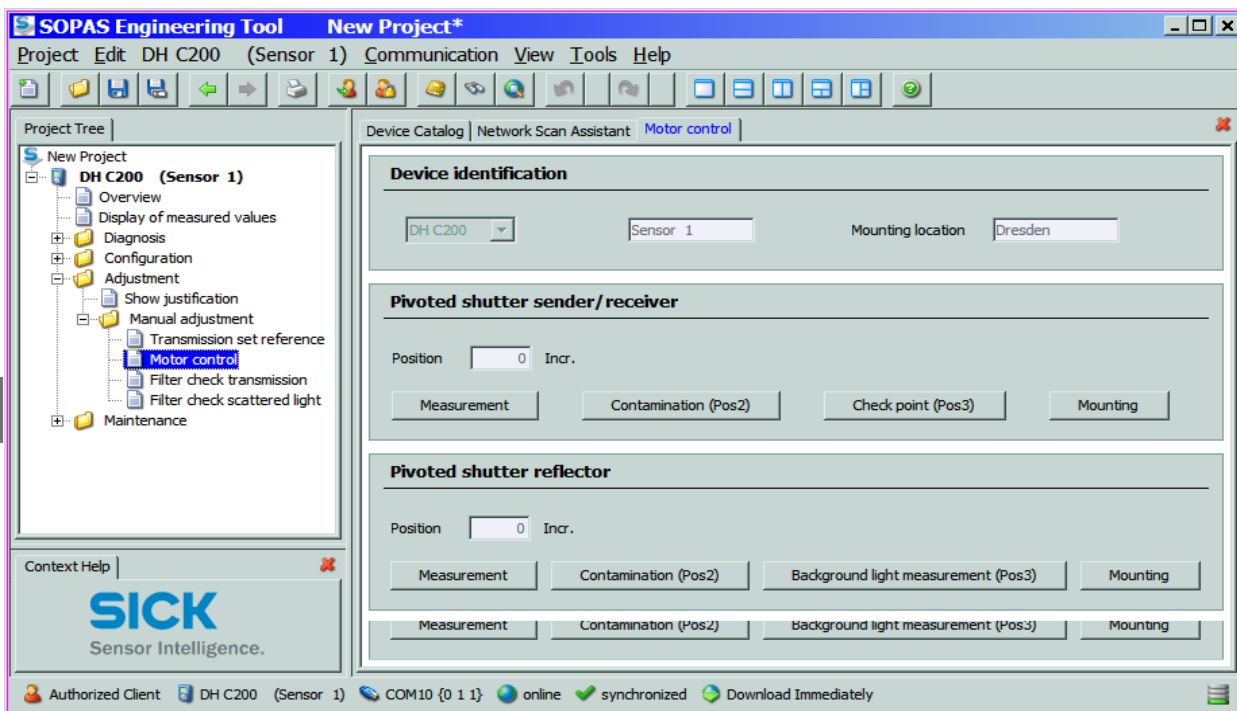 SOPAS Engineering Tool New Project*
Project Edit DH C200 (Sensor 1) Communication View Tools Help
Project Tree
New Project
DH C200 (Sensor 1)
Overview
Display of measured values
Diagnosis
Configuration
Adjustment
Show justification
Manual adjustment
Transmission set reference
Motor control
Filter check transmission
Filter check scattered light
Maintenance
Context Help
SICK
Sensor Intelligence.
Device Catalog Network Scan Assistant Motor control
Device identification
DH C200 Sensor 1 Mounting location Dresden
Pivoted shutter sender/receiver
Position 0 Incr.
Measurement Contamination (Pos2) Check point (Pos3) Mounting
Pivoted shutter reflector
Position 0 Incr.
Measurement Contamination (Pos2) Background light measurement (Pos3) Mounting
Measurement Contamination (Pos2) Background light measurement (Pos3) Mounting
Authorized Client DH C200 (Sensor 1) COM10 {0 1 1} online synchronized Download Immediately